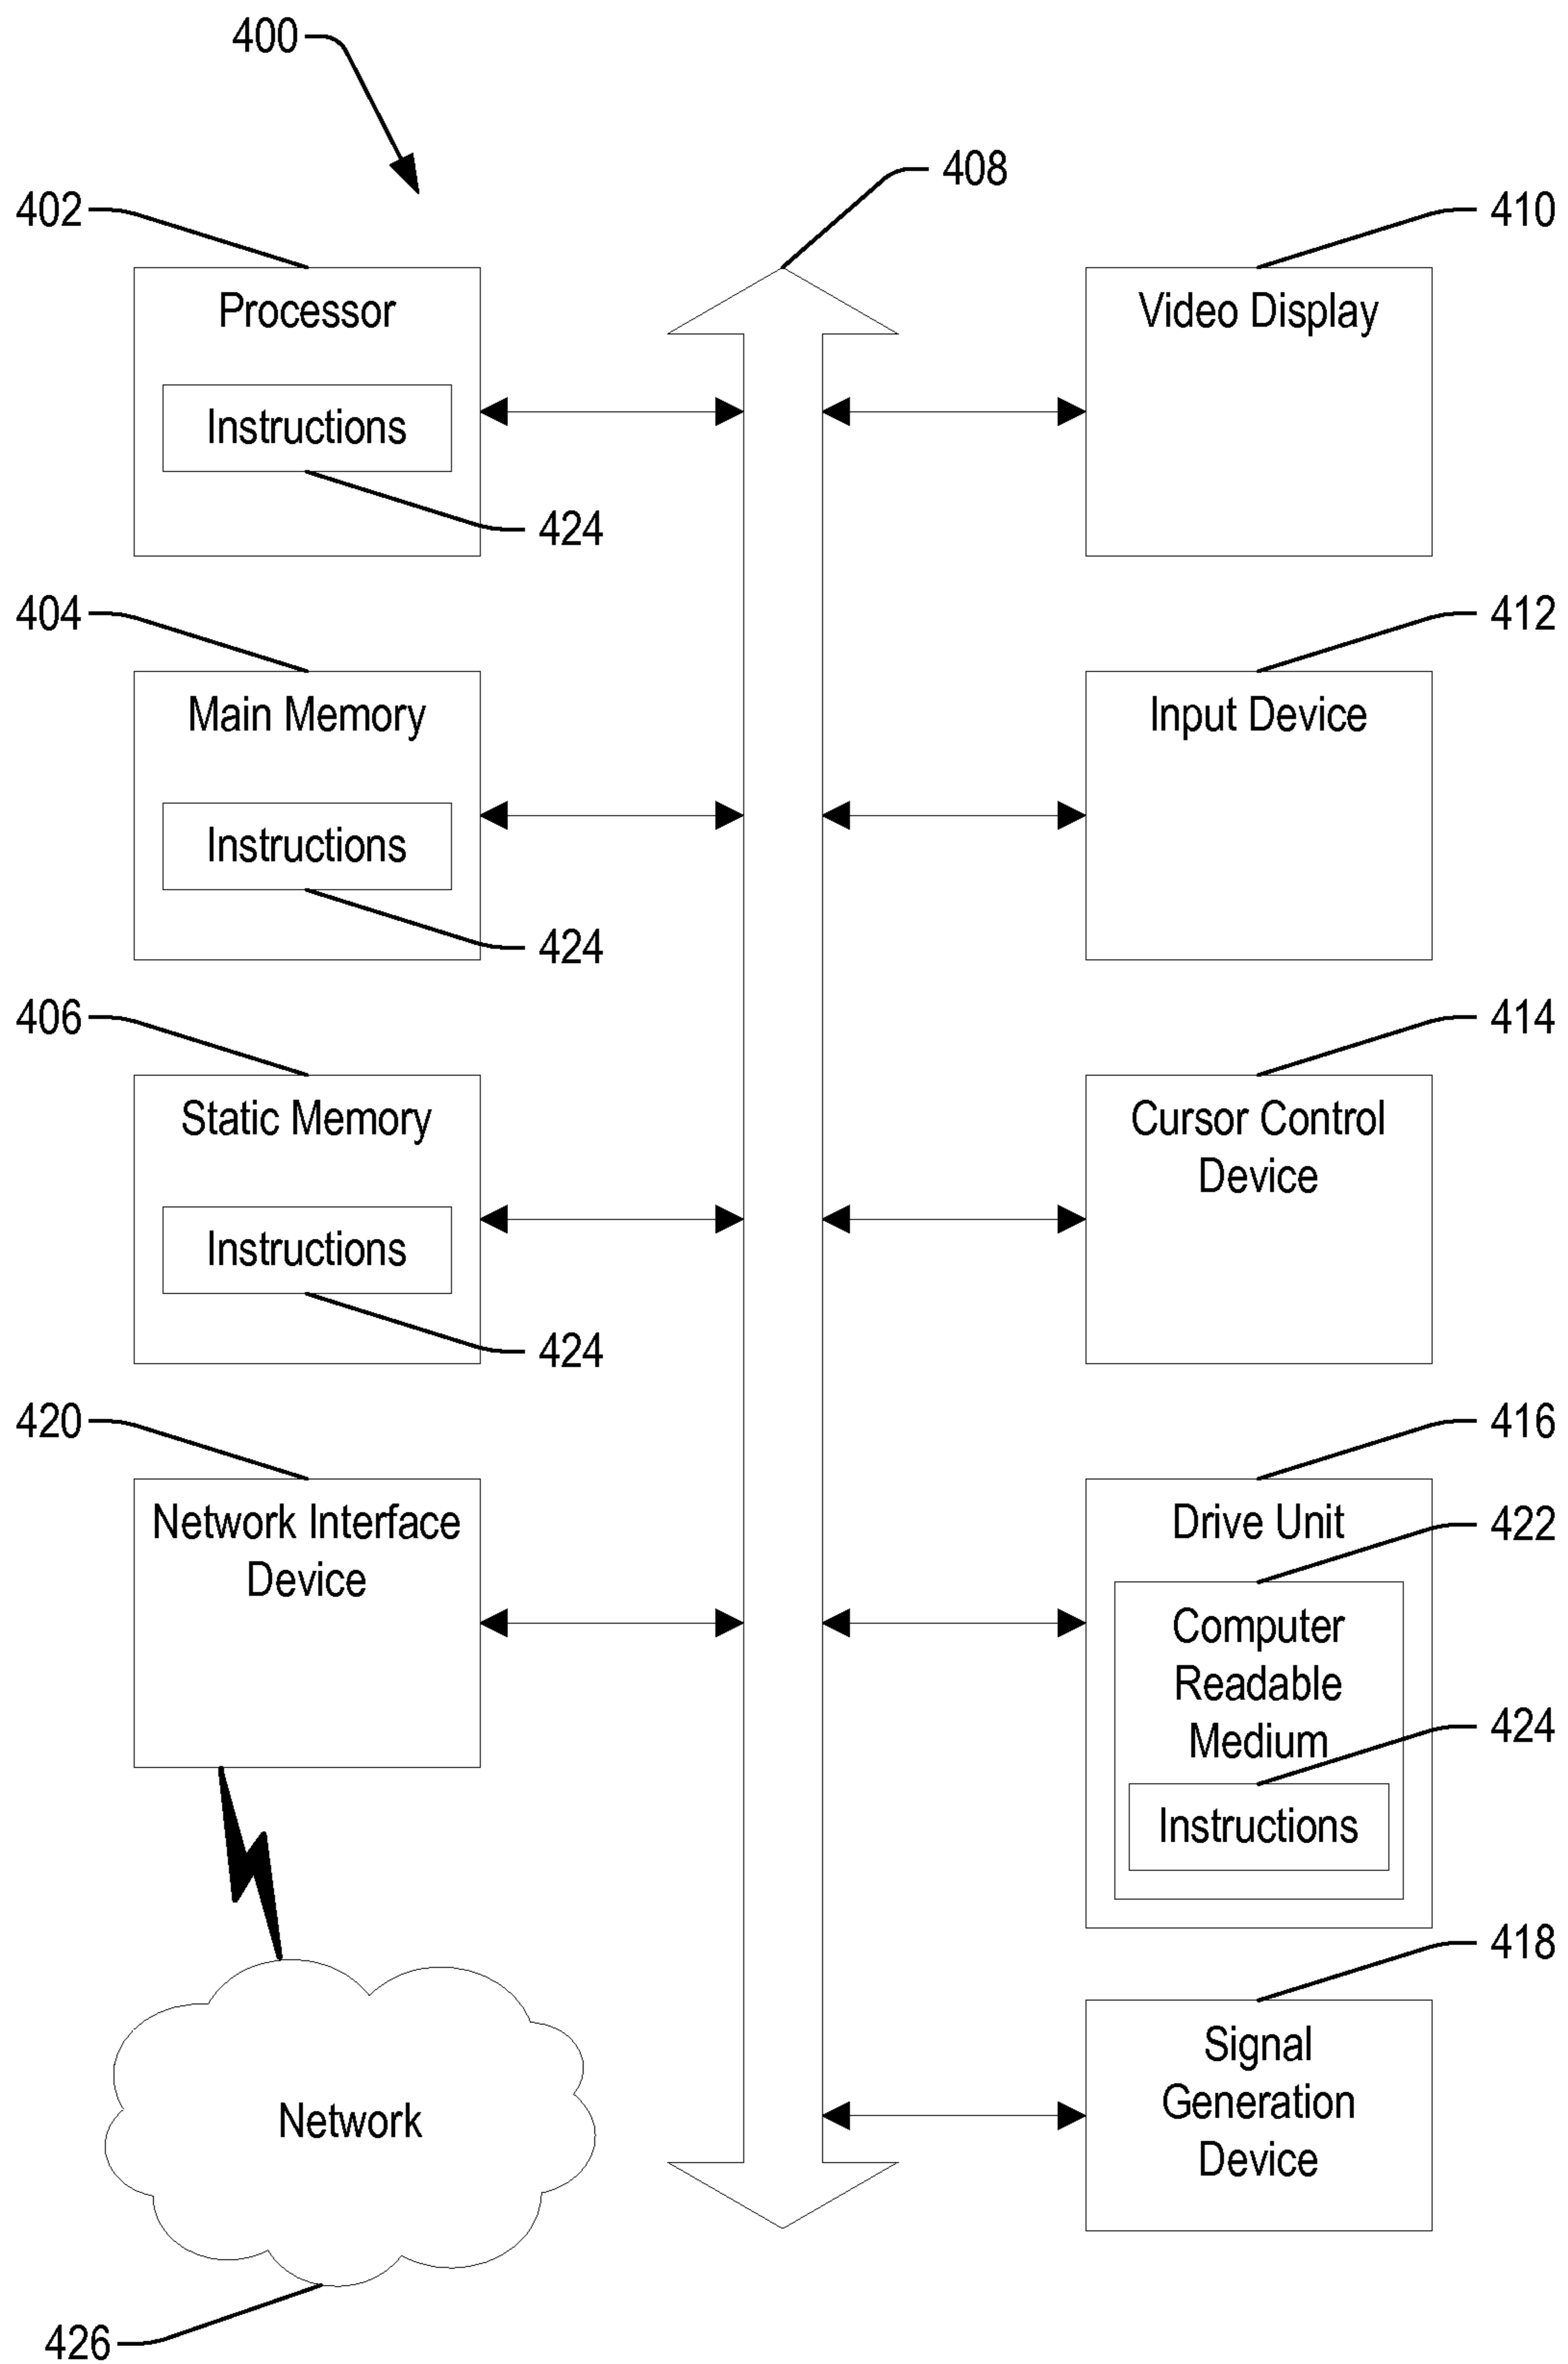 400
408
402
410
Processor
Video Display
Instructions
424
404
412
Main Memory
Input Device
Instructions
424
406
414
Static Memory
Cursor Control
Device
Instructions
424
420
416
Network Interface
Device
Drive Unit
422
Computer
Readable
Medium
424
Instructions
418
Signal
Generation
Device
Network
426